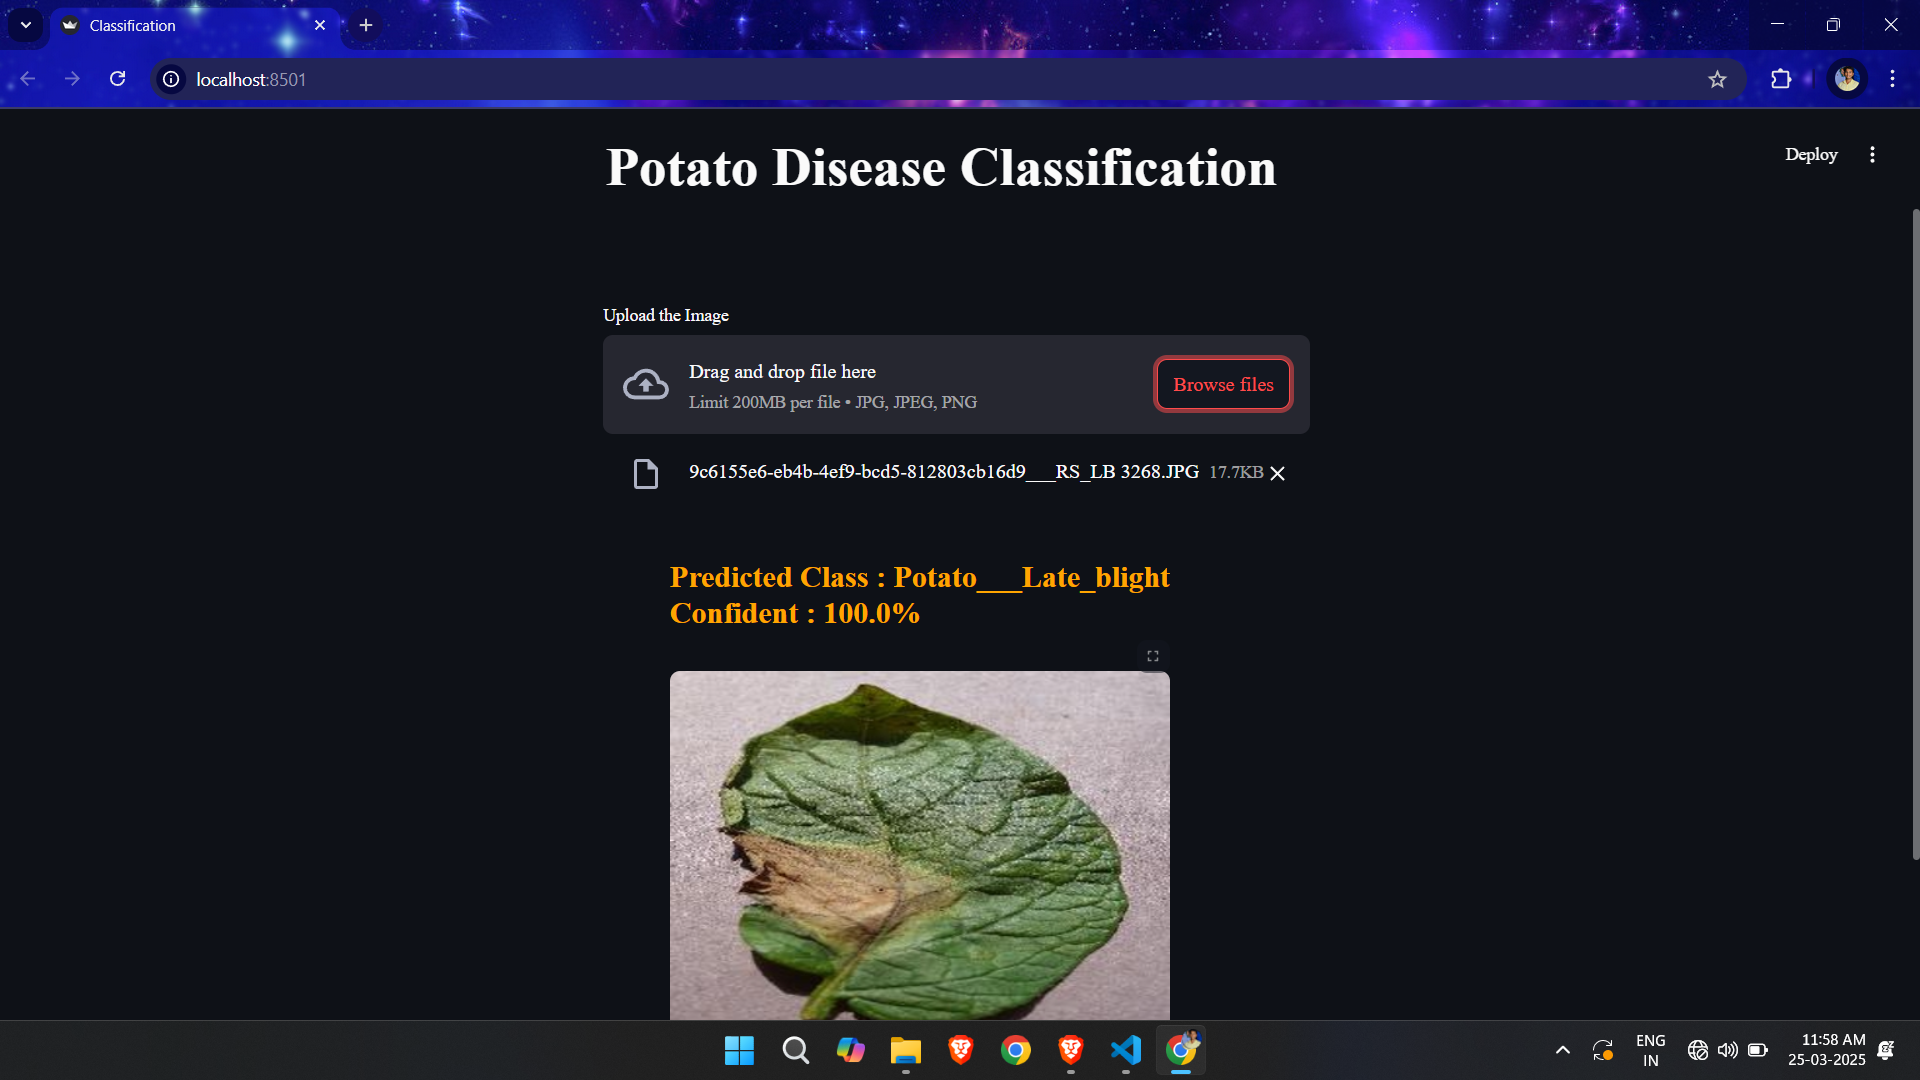 Classification
localhost:8501
Deploy
Potato Disease Classification
Upload the Image
Drag and drop file here
Limit 200MB per file • JPG, JPEG, PNG
Browse files
9c6155e6-eb4b-4ef9-bcd5-812803cb16d9___RS_LB 3268.JPG 17.7KB
Predicted Class : Potato___Late_blight
Confident : 100.0%
ENG
IN
11:58 AM
25-03-2025